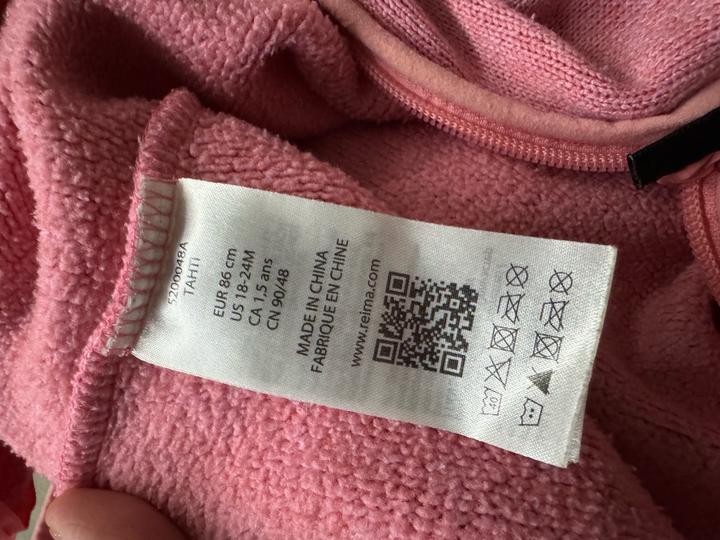 5200048A
TAHTI
EUR 86 cm
US 18-24M
CA 1,5 ans
CN 90/48
MADE IN CHINA
FABRIQUE EN CHINE
www.reima.com